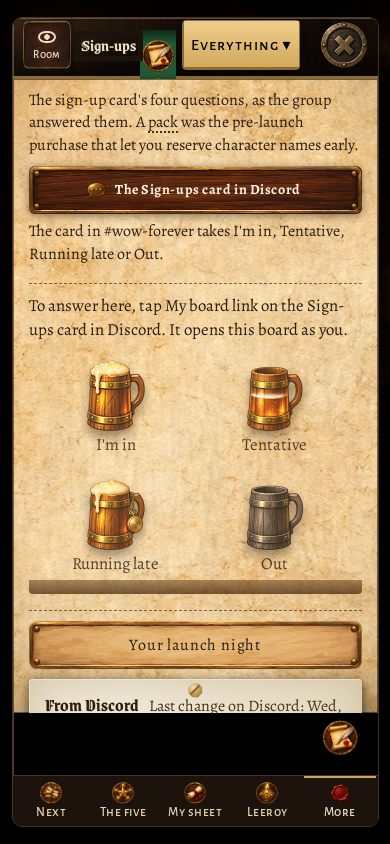 Room
Sign-ups
Everything ▾
The sign-up card's four questions, as the group
answered them. A pack was the pre-launch
purchase that let you reserve character names early.
The Sign-ups card in Discord
The card in #wow-forever takes I'm in, Tentative,
Running late or Out.
To answer here, tap My board link on the Sign-
ups card in Discord. It opens this board as you.
I'm in
Tentative
Running late
Out
Your launch night
From Discord Last change on Discord: Wed,
Next
The Five
My sheet
Leeroy
More